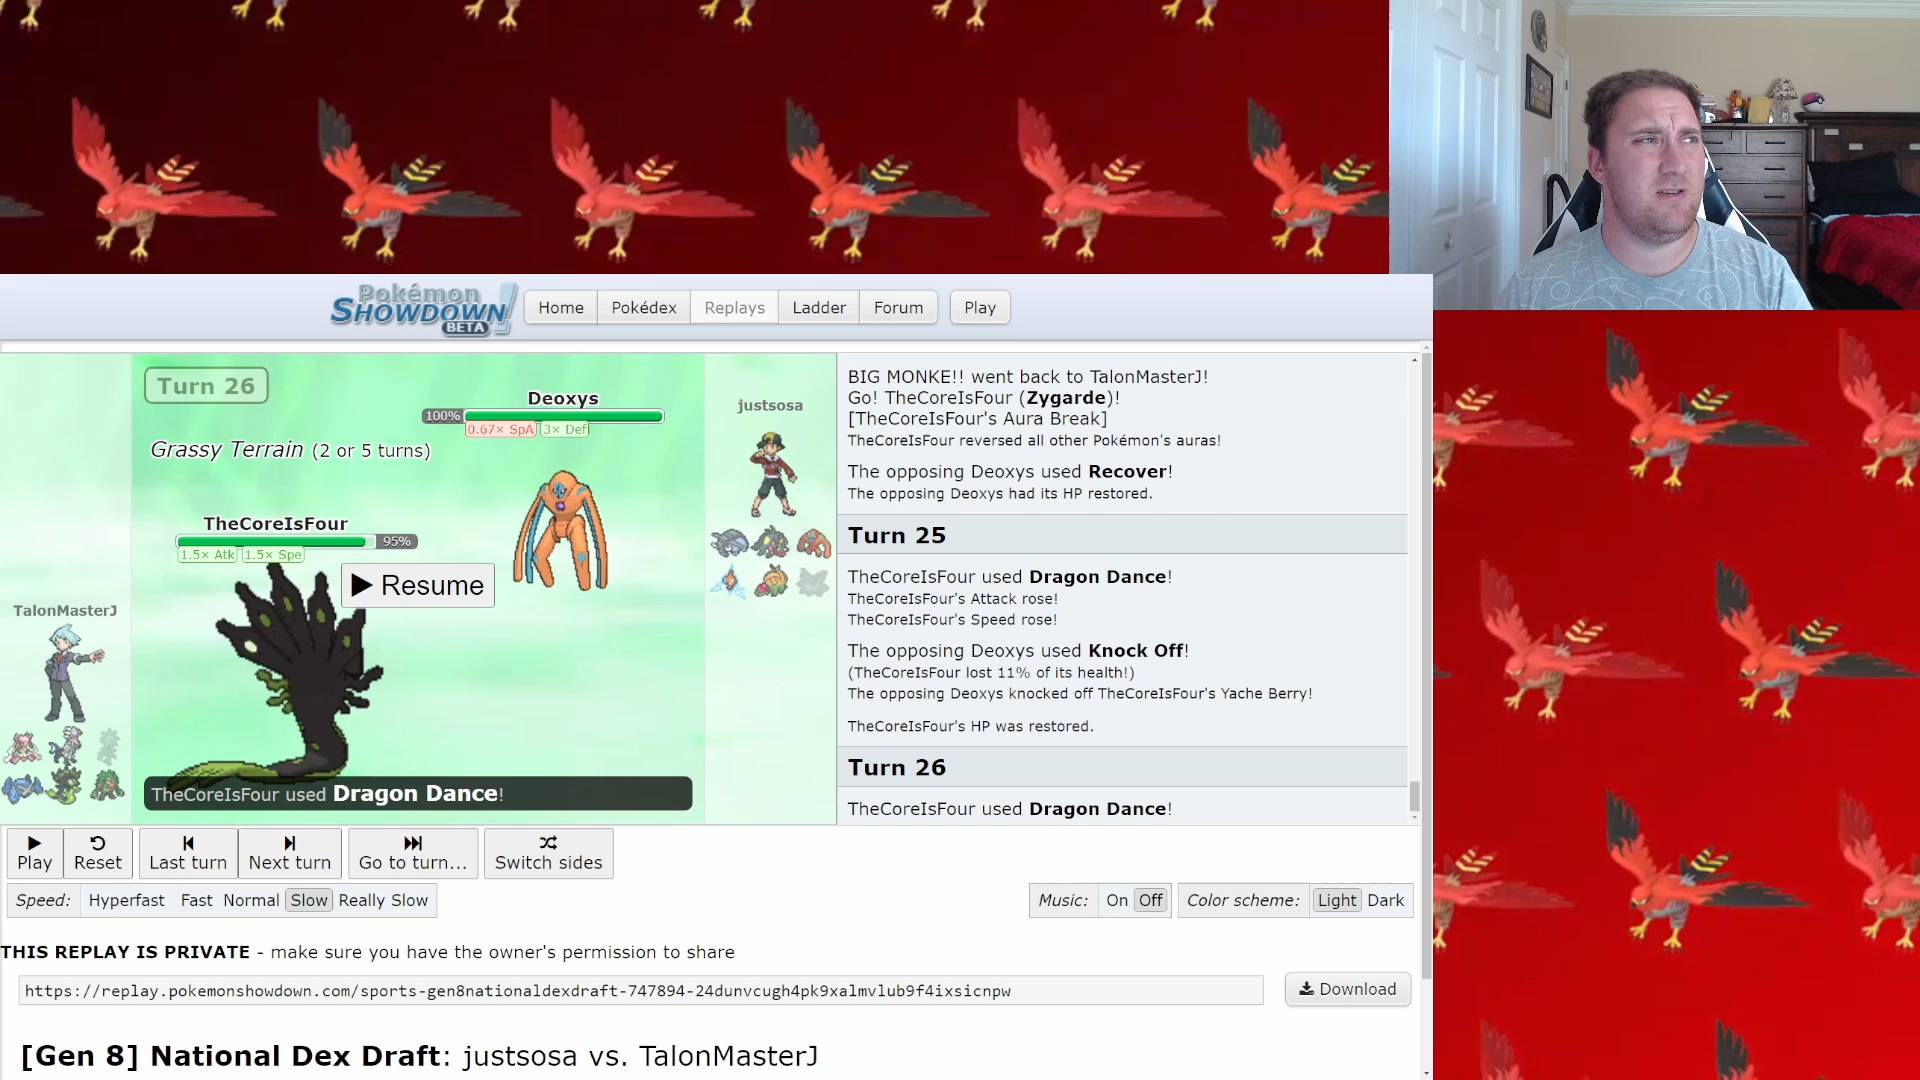 Pokémon
SHOWDOWN
BETA
Home
Pokédex
Replays
Ladder
Forum
Play
Turn 26
Deoxys
100%
0.67× SpA
3× Def
Grassy Terrain (2 or 5 turns)
TheCoreIsFour
95%
1.5× Atk
1.5× Spe
Resume
TalonMasterJ
justsosa
TheCoreIsFour used Dragon Dance!
BIG MONKE!! went back to TalonMasterJ!
Go! TheCoreIsFour (Zygarde)!
[TheCoreIsFour's Aura Break]
TheCoreIsFour reversed all other Pokémon's auras!
The opposing Deoxys used Recover!
The opposing Deoxys had its HP restored.
Turn 25
TheCoreIsFour used Dragon Dance!
TheCoreIsFour's Attack rose!
TheCoreIsFour's Speed rose!
The opposing Deoxys used Knock Off!
(TheCoreIsFour lost 11% of its health!)
The opposing Deoxys knocked off TheCoreIsFour's Yache Berry!
TheCoreIsFour's HP was restored.
Turn 26
TheCoreIsFour used Dragon Dance!
Play
Reset
Last turn
Next turn
Go to turn...
Switch sides
Speed: Hyperfast Fast Normal Slow Really Slow
Music: On Off
Color scheme: Light Dark
THIS REPLAY IS PRIVATE - make sure you have the owner's permission to share
https://replay.pokemonshowdown.com/sports-gen8nationaldexdraft-747894-24dunvcugh4pk9xalmvlub9f4ixsicnpw
Download
[Gen 8] National Dex Draft: justsosa vs. TalonMasterJ